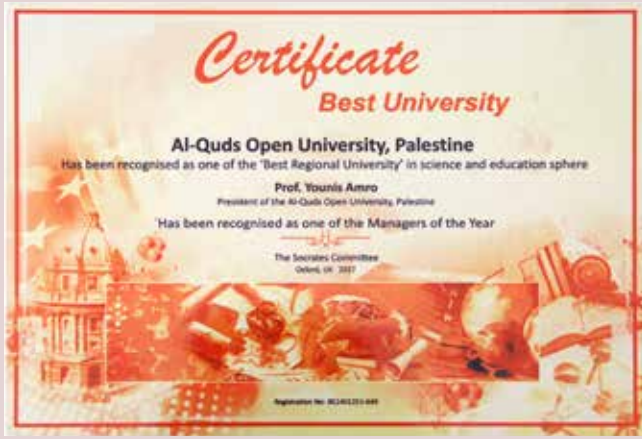 Certificate
Best University
Al-Quds Open University, Palestine
Has been recognised as one of the 'Best Regional University' in science and education sphere
Prof. Younis Amro
President of the Al-Quds Open University, Palestine
'Has been recognised as one of the Managers of the Year
The Socrates Committee
Oxford, UK 2017
Registration No: